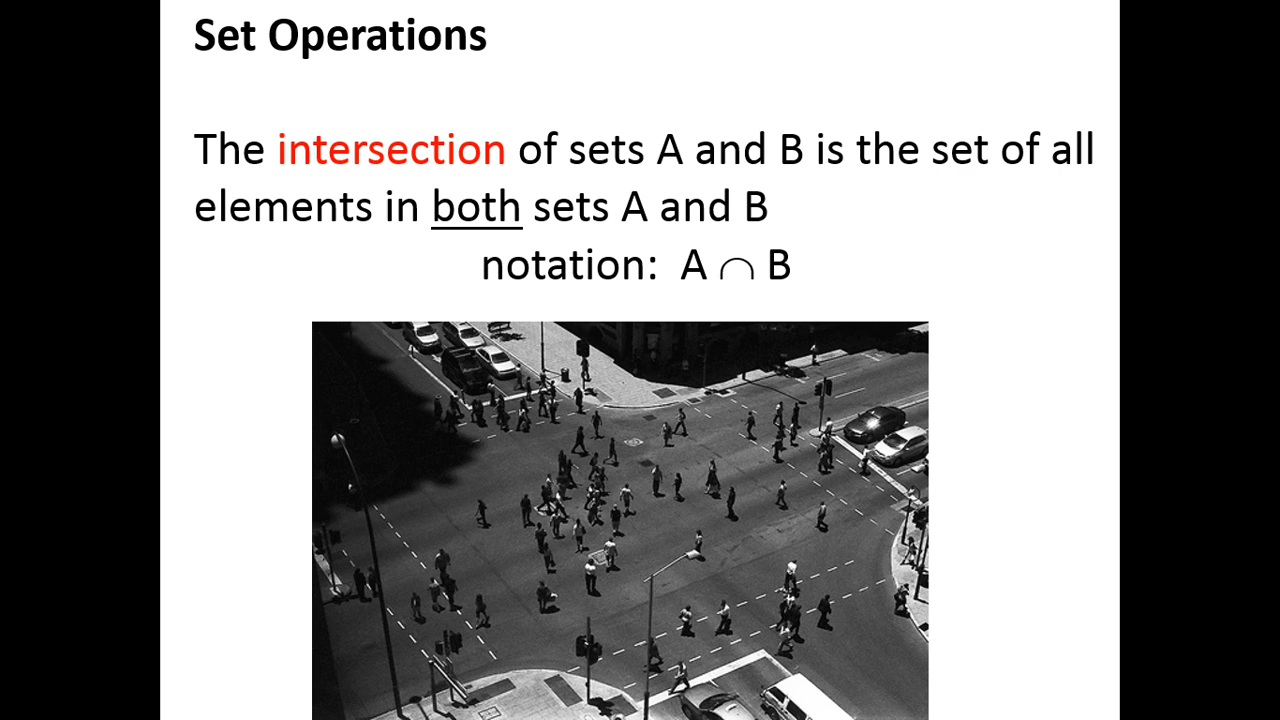 Set Operations
The intersection of sets A and B is the set of all
elements in both sets A and B
notation: A ∩ B